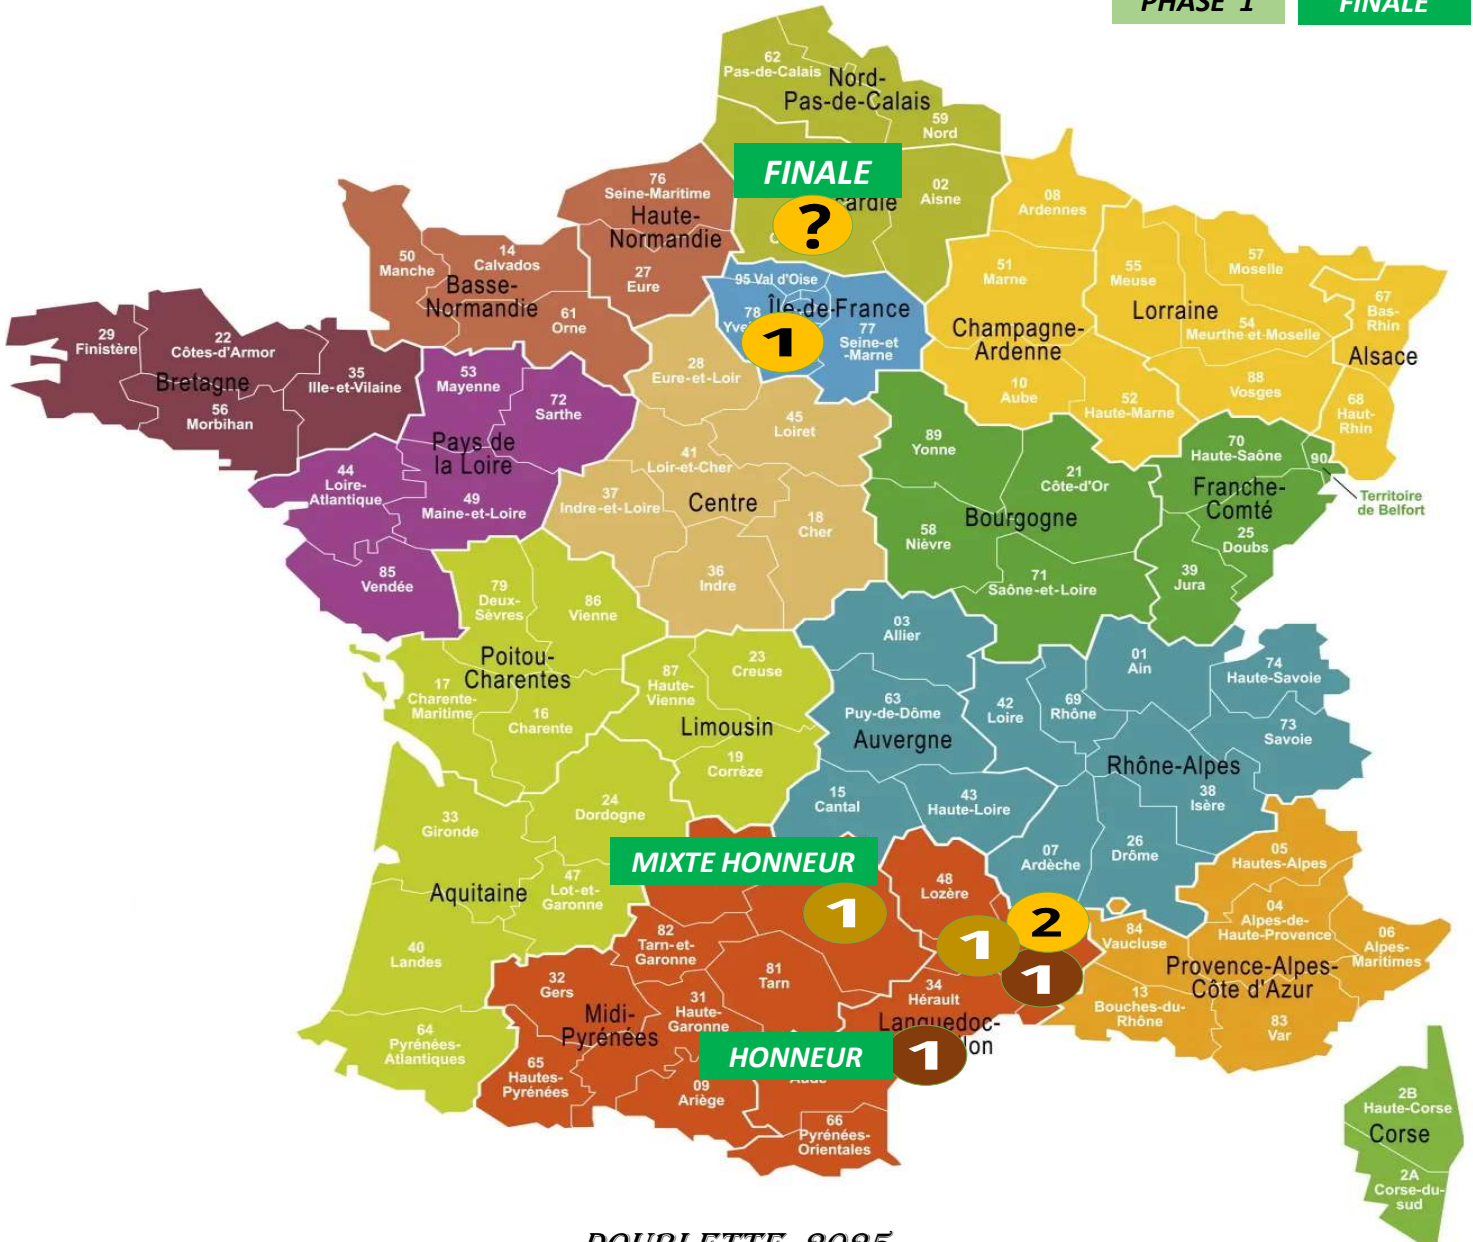 PHASE 1
FINALE
62
Pas-de-Calais
Nord-
Pas-de-Calais
59
Nord
FINALE
02
Aisne
cardie
?
76
Seine-Maritime
Haute-
Normandie
27
Eure
50
Manche
14
Calvados
Basse-
Normandie
61
Orne
08
Ardennes
51
Marne
55
Meuse
57
Moselle
Lorraine
54
Meurthe-et-Moselle
67
Bas-
Rhin
Alsace
68
Haut-
Rhin
88
Vosges
Champagne-
Ardenne
10
Aube
52
Haute-Marne
95 Val d'Oise
Île-de-France
78
Yve
1
77
Seine-et
-Marne
29
Finistère
22
Côtes-d'Armor
Bretagne
35
Ille-et-Vilaine
56
Morbihan
53
Mayenne
72
Sarthe
Pays de
la Loire
44
Loire-
Atlantique
49
Maine-et-Loire
85
Vendée
28
Eure-et-Loir
45
Loiret
41
Loir-et-Cher
37
Indre-et-Loire
Centre
18
Cher
36
Indre
89
Yonne
21
Côte-d'Or
Bourgogne
58
Nièvre
71
Saône-et-Loire
70
Haute-Saône
90
Territoire
de Belfort
Franche-
Comté
25
Doubs
39
Jura
79
Deux-
Sèvres
86
Vienne
Poitou-
Charentes
17
Charente-
Maritime
16
Charente
87
Haute-
Vienne
23
Creuse
Limousin
19
Corrèze
03
Allier
63
Puy-de-Dôme
Auvergne
15
Cantal
43
Haute-Loire
42
Loire
69
Rhône
01
Ain
74
Haute-Savoie
73
Savoie
Rhône-Alpes
38
Isère
07
Ardèche
26
Drôme
33
Gironde
24
Dordogne
Aquitaine
47
Lot-et-
Garonne
40
Landes
64
Pyrénées-
Atlantiques
MIXTE HONNEUR
1
48
Lozère
1
2
1
82
Tarn-et-
Garonne
81
Tarn
32
Gers
31
Haute-
Garonne
Midi-
Pyrénées
65
Hautes-
Pyrénées
09
Ariège
34
Hérault
Languedoc-
lon
HONNEUR
1
Aude
66
Pyrénées-
Orientales
05
Hautes-Alpes
04
Alpes-de-
Haute-Provence
06
Alpes-
Maritimes
84
Vaucluse
Provence-Alpes-
Côte d'Azur
13
Bouches-du-
Rhône
83
Var
2B
Haute-Corse
Corse
2A
Corse-du-
sud
DOUBLETTE 2025